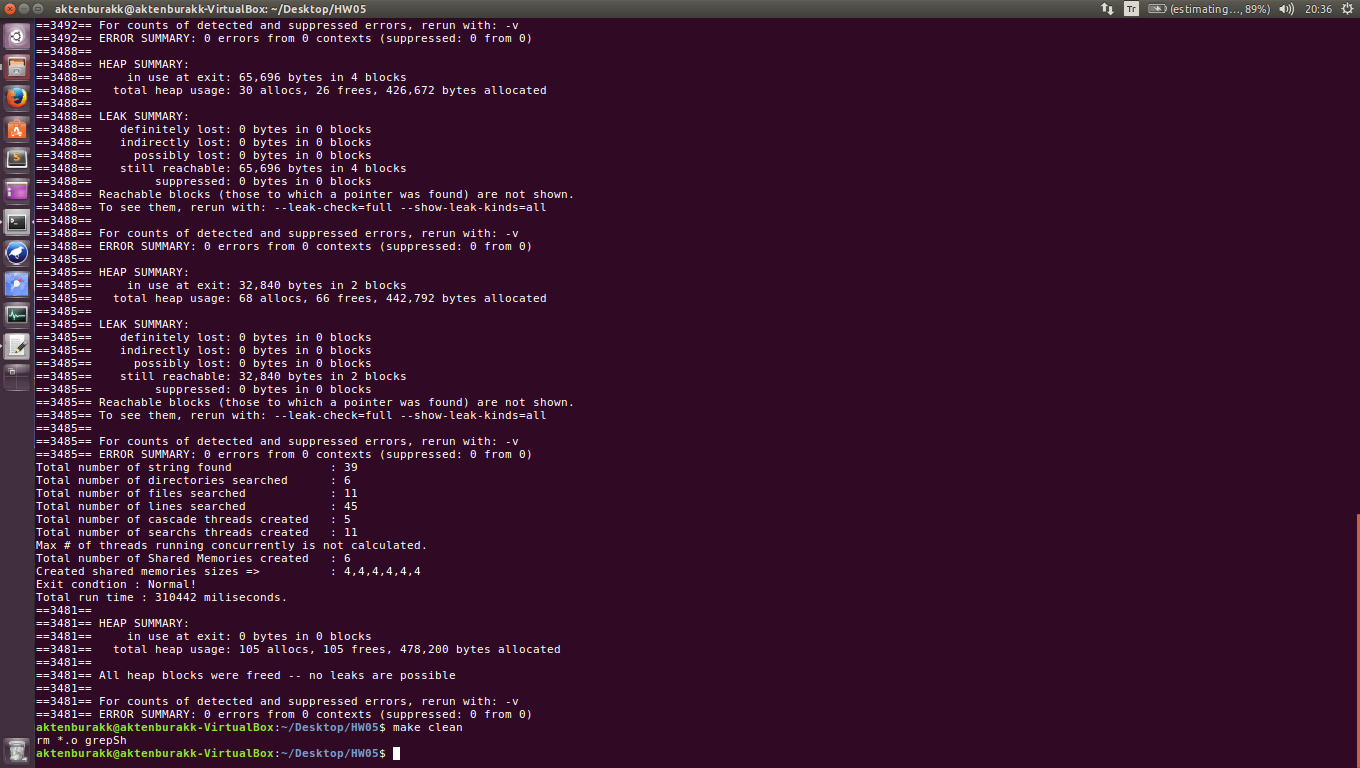 aktenburakk@aktenburakk-VirtualBox: ~/Desktop/HW05
Tr (estimating..., 89%) 20:36
==3492== For counts of detected and suppressed errors, rerun with: -v
==3492== ERROR SUMMARY: 0 errors from 0 contexts (suppressed: 0 from 0)
==3488==
==3488== HEAP SUMMARY:
==3488==     in use at exit: 65,696 bytes in 4 blocks
==3488==   total heap usage: 30 allocs, 26 frees, 426,672 bytes allocated
==3488==
==3488== LEAK SUMMARY:
==3488==    definitely lost: 0 bytes in 0 blocks
==3488==    indirectly lost: 0 bytes in 0 blocks
==3488==      possibly lost: 0 bytes in 0 blocks
==3488==    still reachable: 65,696 bytes in 4 blocks
==3488==         suppressed: 0 bytes in 0 blocks
==3488== Reachable blocks (those to which a pointer was found) are not shown.
==3488== To see them, rerun with: --leak-check=full --show-leak-kinds=all
==3488==
==3488== For counts of detected and suppressed errors, rerun with: -v
==3488== ERROR SUMMARY: 0 errors from 0 contexts (suppressed: 0 from 0)
==3485==
==3485== HEAP SUMMARY:
==3485==     in use at exit: 32,840 bytes in 2 blocks
==3485==   total heap usage: 68 allocs, 66 frees, 442,792 bytes allocated
==3485==
==3485== LEAK SUMMARY:
==3485==    definitely lost: 0 bytes in 0 blocks
==3485==    indirectly lost: 0 bytes in 0 blocks
==3485==      possibly lost: 0 bytes in 0 blocks
==3485==    still reachable: 32,840 bytes in 2 blocks
==3485==         suppressed: 0 bytes in 0 blocks
==3485== Reachable blocks (those to which a pointer was found) are not shown.
==3485== To see them, rerun with: --leak-check=full --show-leak-kinds=all
==3485==
==3485== For counts of detected and suppressed errors, rerun with: -v
==3485== ERROR SUMMARY: 0 errors from 0 contexts (suppressed: 0 from 0)
Total number of string found              : 39
Total number of directories searched      : 6
Total number of files searched            : 11
Total number of lines searched            : 45
Total number of cascade threads created   : 5
Total number of searchs threads created   : 11
Max # of threads running concurrently is not calculated.
Total number of Shared Memories created   : 6
Created shared memories sizes =>          : 4,4,4,4,4,4
Exit condtion : Normal!
Total run time : 310442 miliseconds.
==3481==
==3481== HEAP SUMMARY:
==3481==     in use at exit: 0 bytes in 0 blocks
==3481==   total heap usage: 105 allocs, 105 frees, 478,200 bytes allocated
==3481==
==3481== All heap blocks were freed -- no leaks are possible
==3481==
==3481== For counts of detected and suppressed errors, rerun with: -v
==3481== ERROR SUMMARY: 0 errors from 0 contexts (suppressed: 0 from 0)
aktenburakk@aktenburakk-VirtualBox:~/Desktop/HW05$ make clean
rm *.o grepSh
aktenburakk@aktenburakk-VirtualBox:~/Desktop/HW05$